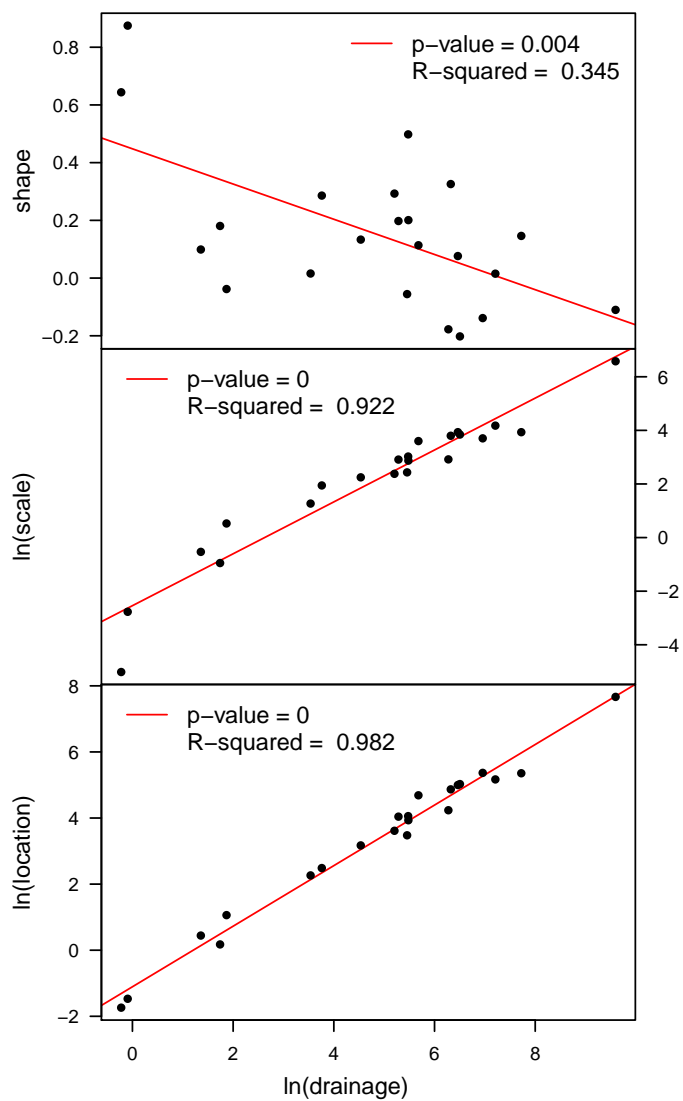 p−value = 0.004
R−squared = 0.345
0.8
0.6
0.4
0.2
0.0
−0.2
shape
p−value = 0
R−squared = 0.922
6
4
2
0
−2
−4
ln(scale)
p−value = 0
R−squared = 0.982
8
6
4
2
0
−2
ln(location)
0 2 4 6 8
ln(drainage)